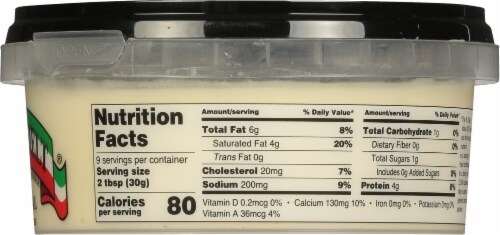 Nutrition
Facts
9 servings per container
Serving size
2 tbsp (30g)
Calories
per serving
80
Amount/serving % Daily Value*
Total Fat 6g 8%
Saturated Fat 4g 20%
Trans Fat 0g
Cholesterol 20mg 7%
Sodium 200mg 9%
Amount/serving % Daily Value*
Total Carbohydrate 1g 0%
Dietary Fiber 0g 0%
Total Sugars 1g
Includes 0g Added Sugars 0%
Protein 4g 8%
Vitamin D 0.2mcg 0% • Calcium 130mg 10% • Iron 0mg 0% • Potassium 0mg 0%
Vitamin A 36mcg 4%
®